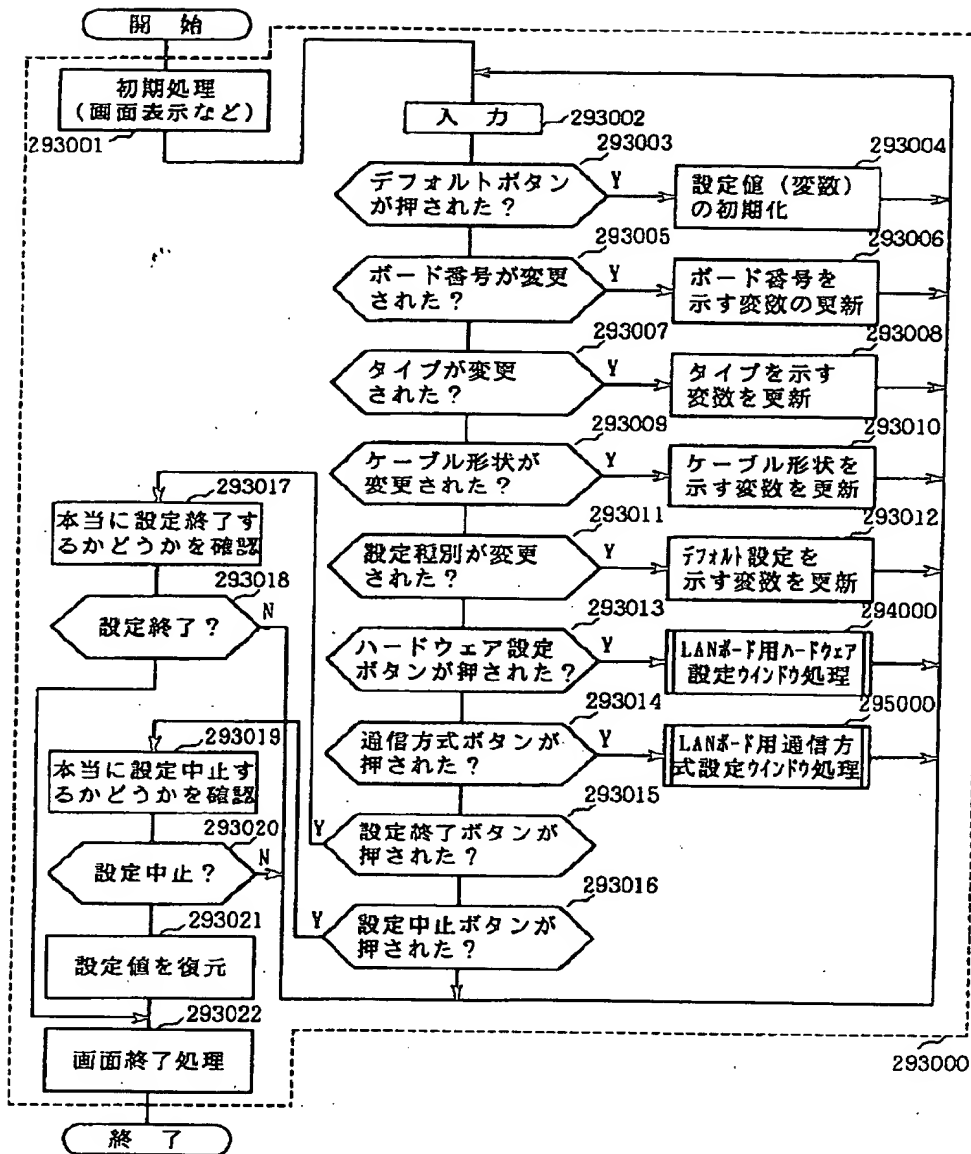 開 始
初期処理
(画面表示など)
293001
入 力
293002
293003
デフォルトボタン
が押された?
Y
293004
設定値(変数)
の初期化
293005
ボード番号が変更
された?
Y
293006
ボード番号を
示す変数の更新
293007
タイプが変更
された?
Y
293008
タイプを示す
変数を更新
293009
ケーブル形状が
変更された?
Y
293010
ケーブル形状を
示す変数を更新
293011
設定種別が変更
された?
Y
293012
デフォルト設定を
示す変数を更新
293013
ハードウェア設定
ボタンが押された?
Y
294000
LANボード用ハードウェア
設定ウインドウ処理
293014
通信方式ボタンが
押された?
Y
295000
LANボード用通信方
式設定ウインドウ処理
293015
設定終了ボタンが
押された?
Y
293016
設定中止ボタンが
押された?
Y
293017
本当に設定終了す
るかどうかを確認
293018
設定終了?
N
293019
本当に設定中止す
るかどうかを確認
293020
設定中止?
N
293021
設定値を復元
293022
画面終了処理
293000
終 了